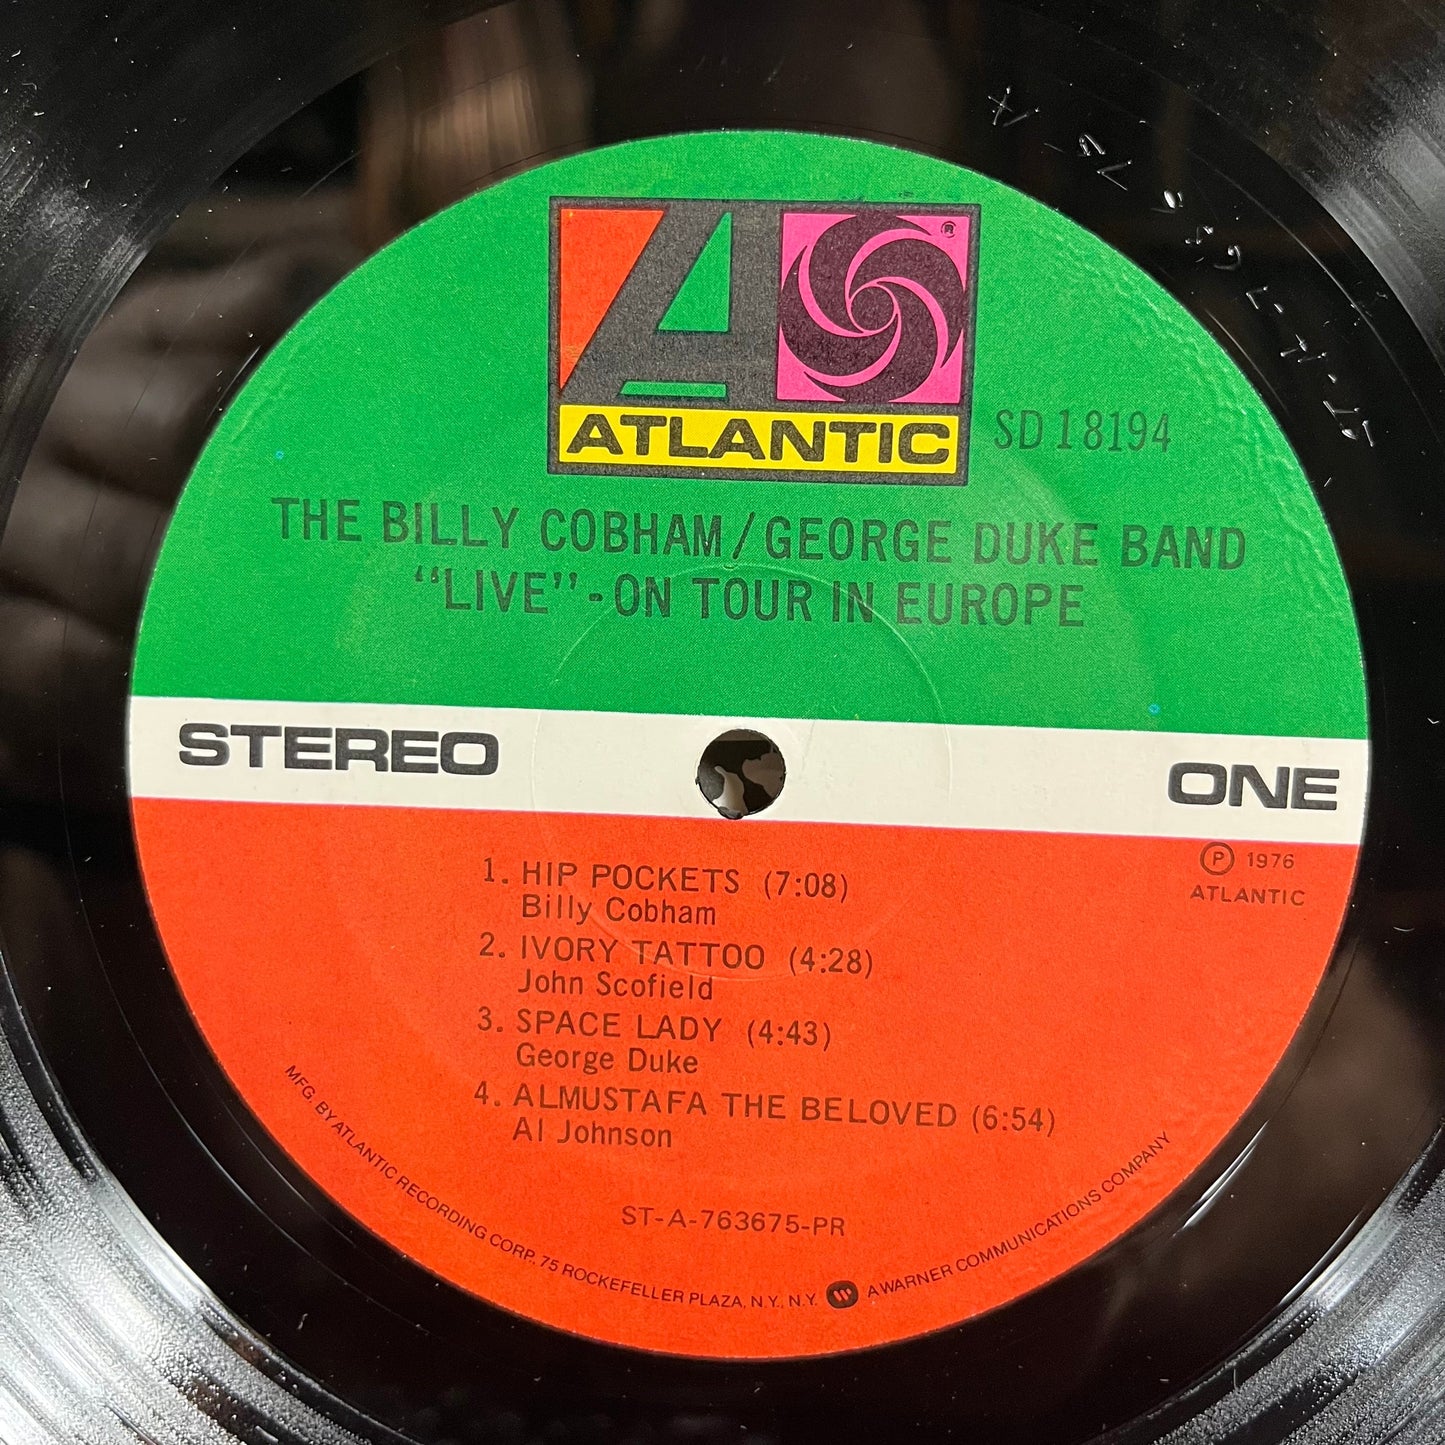 ®
ATLANTIC
SD 18194
THE BILLY COBHAM/GEORGE DUKE BAND
“LIVE”-ON TOUR IN EUROPE
STEREO
ONE
Ⓟ 1976
ATLANTIC
1. HIP POCKETS (7:08)
Billy Cobham
2. IVORY TATTOO (4:28)
John Scofield
3. SPACE LADY (4:43)
George Duke
4. ALMUSTAFA THE BELOVED (6:54)
Al Johnson
ST-A-763675-PR
MFG. BY ATLANTIC RECORDING CORP., 75 ROCKEFELLER PLAZA, N.Y., N.Y. W A WARNER COMMUNICATIONS COMPANY